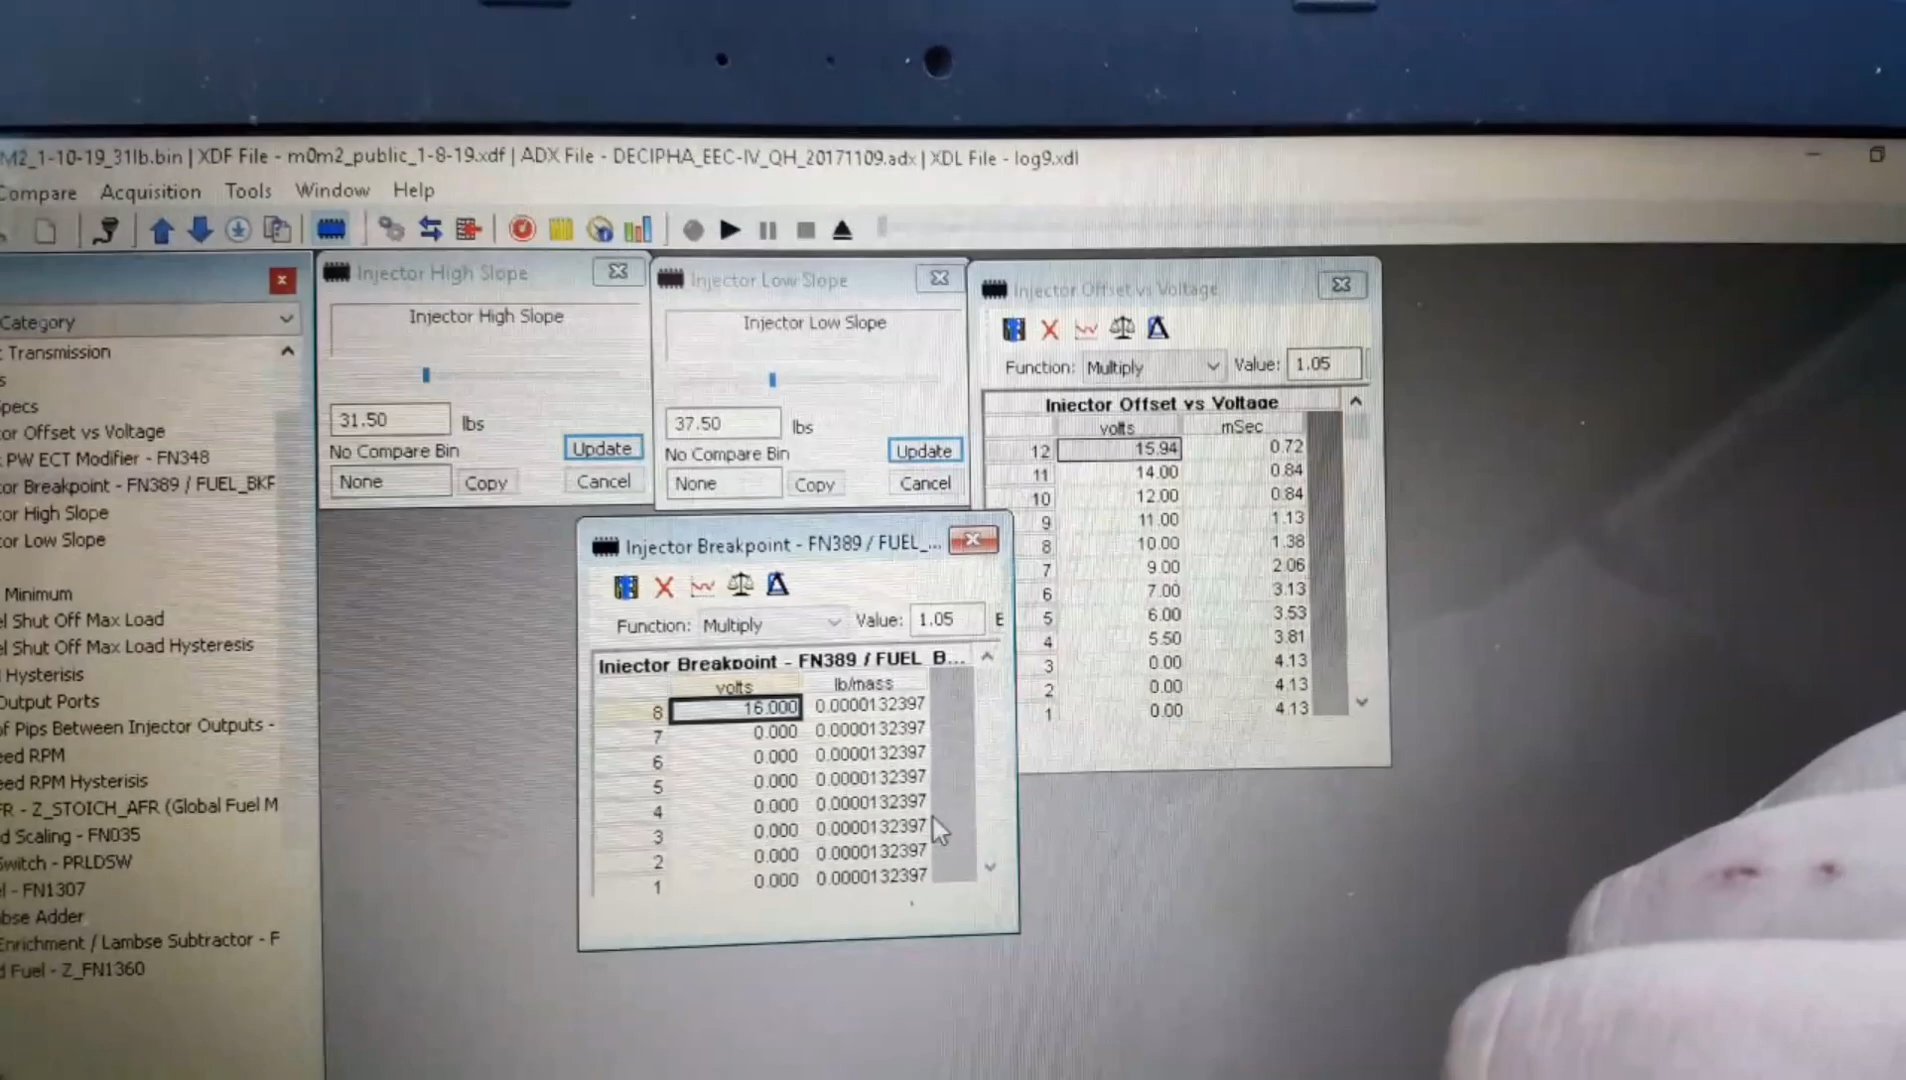 M2_1-10-19_31lb.bin | XDF File - m0m2_public_1-8-19.xdf | ADX File - DECIPHA_EEC-IV_QH_20171109.adx | XDL File - log9.xdl
Compare Acquisition Tools Window Help
Category
Transmission
s
pecs
or Offset vs Voltage
PW ECT Modifier - FN348
or Breakpoint - FN389 / FUEL_BKF
or High Slope
or Low Slope
Minimum
el Shut Off Max Load
el Shut Off Max Load Hysteresis
Hysterisis
Output Ports
of Pips Between Injector Outputs -
eed RPM
eed RPM Hysterisis
FR - Z_STOICH_AFR (Global Fuel M
d Scaling - FN035
Switch - PRLDSW
el - FN1307
bse Adder
Enrichment / Lambse Subtractor - F
d Fuel - Z_FN1360
Injector High Slope
Injector High Slope
31.50 lbs
No Compare Bin Update
None Copy Cancel
Injector Low Slope
Injector Low Slope
37.50 lbs
No Compare Bin Update
None Copy Cancel
Injector Offset vs Voltage
Function: Multiply Value: 1.05
Injector Offset vs Voltage
volts mSec
12 15.94 0.72
11 14.00 0.84
10 12.00 0.84
9 11.00 1.13
8 10.00 1.38
7 9.00 2.06
6 7.00 3.13
5 6.00 3.53
4 5.50 3.81
3 0.00 4.13
2 0.00 4.13
1 0.00 4.13
Injector Breakpoint - FN389 / FUEL_...
Function: Multiply Value: 1.05 E
Injector Breakpoint - FN389 / FUEL_B...
volts lb/mass
8 16.000 0.0000132397
7 0.000 0.0000132397
6 0.000 0.0000132397
5 0.000 0.0000132397
4 0.000 0.0000132397
3 0.000 0.0000132397
2 0.000 0.0000132397
1 0.000 0.0000132397